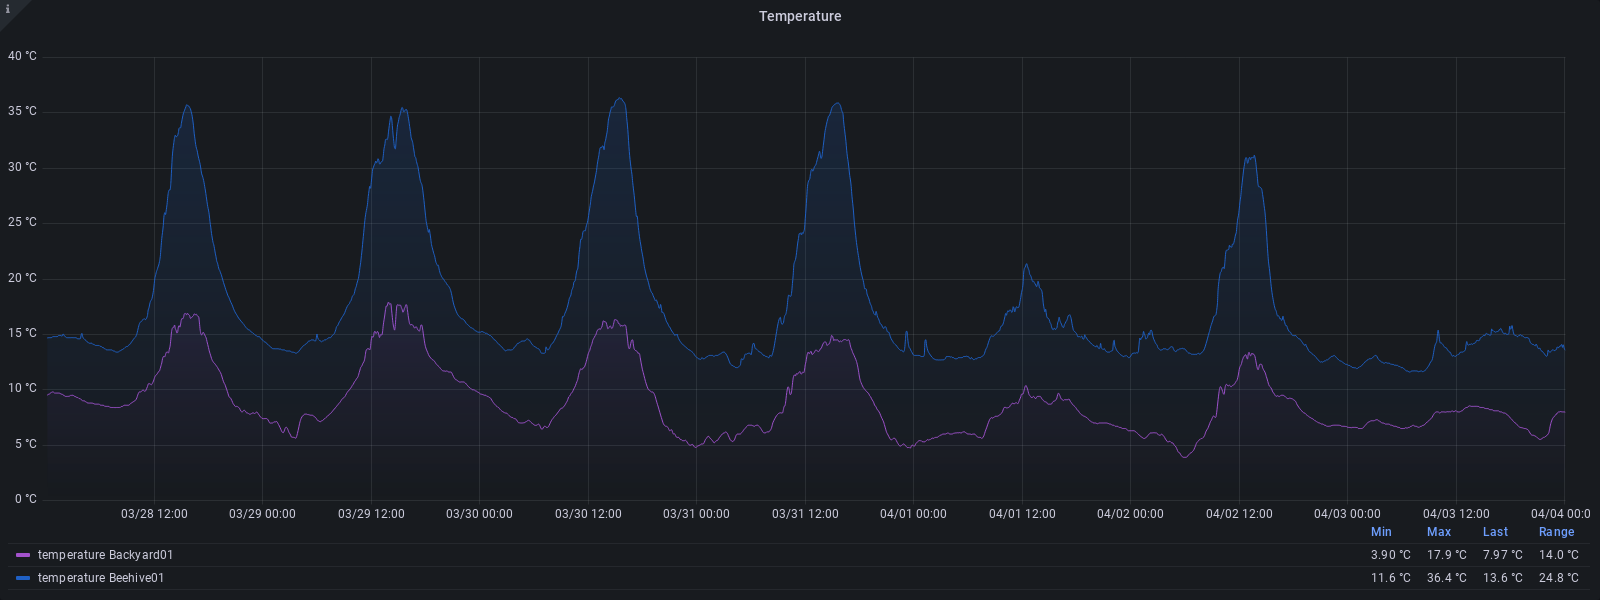 i
Temperature
40 °C
35 °C
30 °C
25 °C
20 °C
15 °C
10 °C
5 °C
0 °C
03/28 12:00 03/29 00:00 03/29 12:00 03/30 00:00 03/30 12:00 03/31 00:00 03/31 12:00 04/01 00:00 04/01 12:00 04/02 00:00 04/02 12:00 04/03 00:00 04/03 12:00 04/04 00:0
Min Max Last Range
temperature Backyard01 3.90 °C 17.9 °C 7.97 °C 14.0 °C
temperature Beehive01 11.6 °C 36.4 °C 13.6 °C 24.8 °C